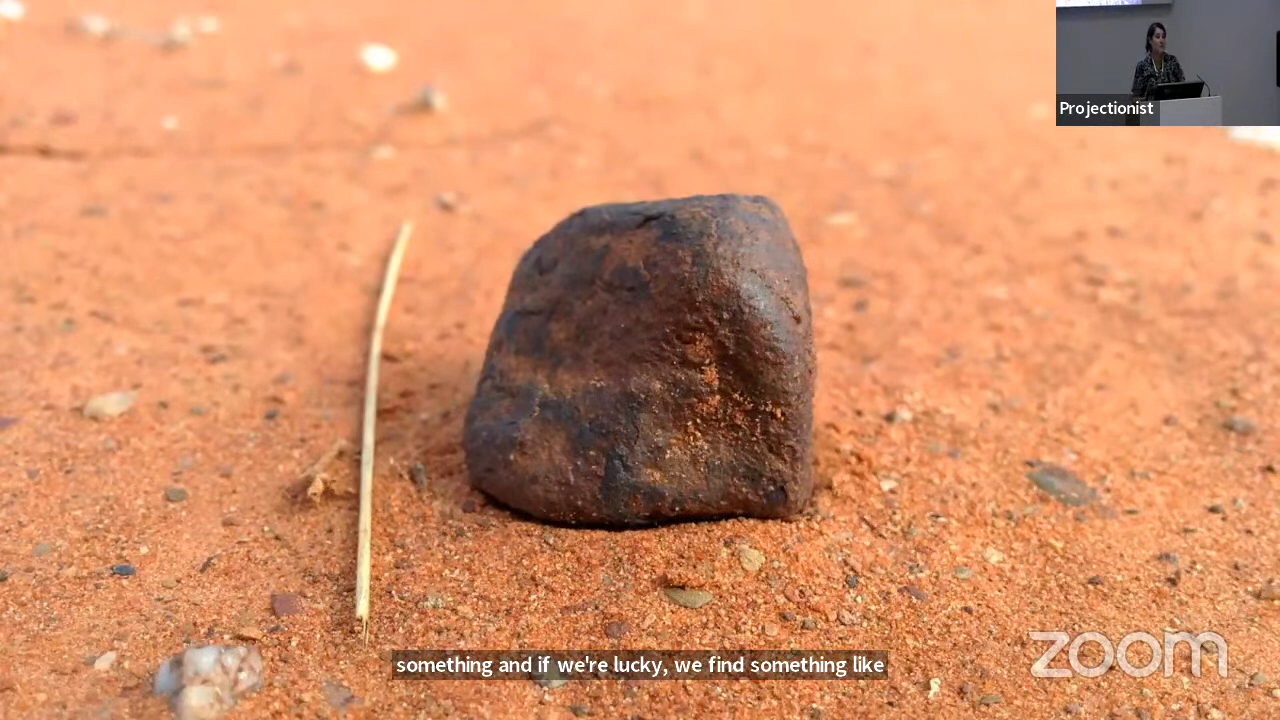 Projectionist
something and if we're lucky, we find something like
zoom